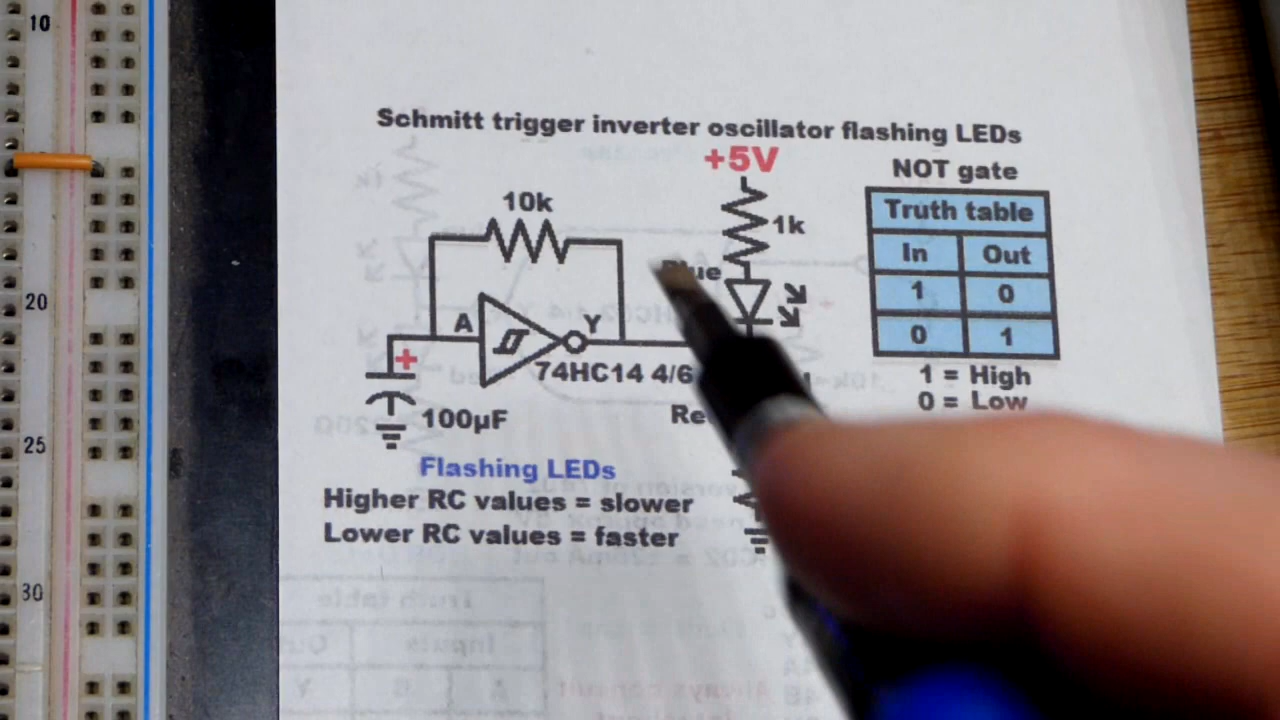 10
20
25
30
Schmitt trigger inverter oscillator flashing LEDs
+5V
10k
1k
A
Y
+
74HC14 4/6
100µF
Flashing LEDs
Higher RC values = slower
Lower RC values = faster
NOT gate
Truth table
In Out
1 0
0 1
1 = High
0 = Low